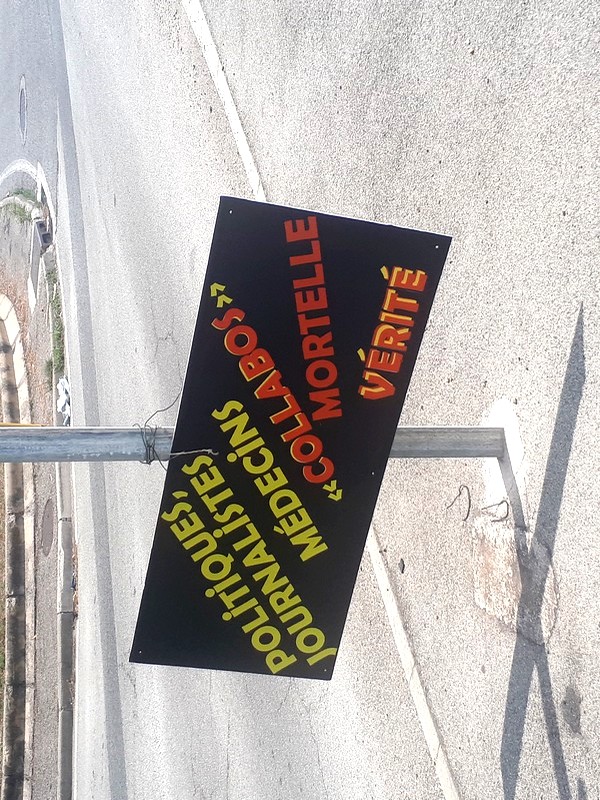 POLITIQUES,
JOURNALISTES
MÉDECINS
«COLLABOS»
MORTELLE
VÉRITÉ